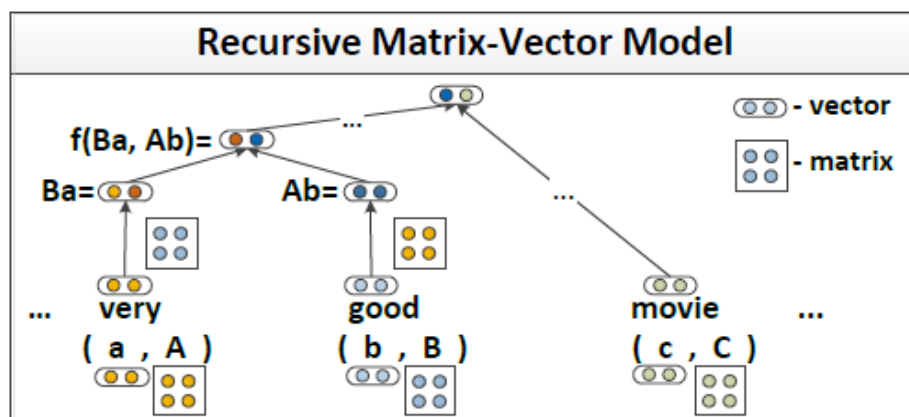 Recursive Matrix-Vector Model
- vector
...
f(Ba, Ab)=
- matrix
Ba=
Ab=
...
... very good movie ...
( a , A ) ( b , B ) ( c , C )